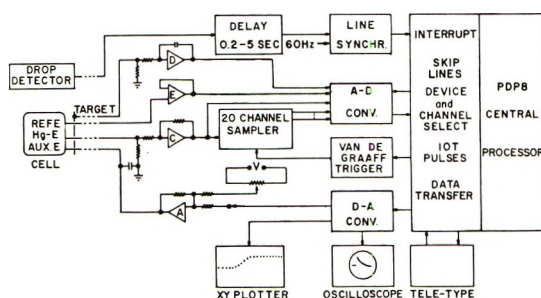 DELAY
0.2-5 SEC
60Hz
LINE
SYNCHR.
INTERRUPT
SKIP
LINES
DEVICE
and
CHANNEL
SELECT
IOT
PULSES
DATA
TRANSFER
PDP8
CENTRAL
PROCESSOR
DROP
DETECTOR
D
TARGET
E
A-D
CONV.
REFE
Hg-E
AUX.E
CELL
C
20 CHANNEL
SAMPLER
VAN DE
GRAAFF
TRIGGER
V
A
D-A
CONV.
XY PLOTTER
OSCILLOSCOPE
TELE-TYPE